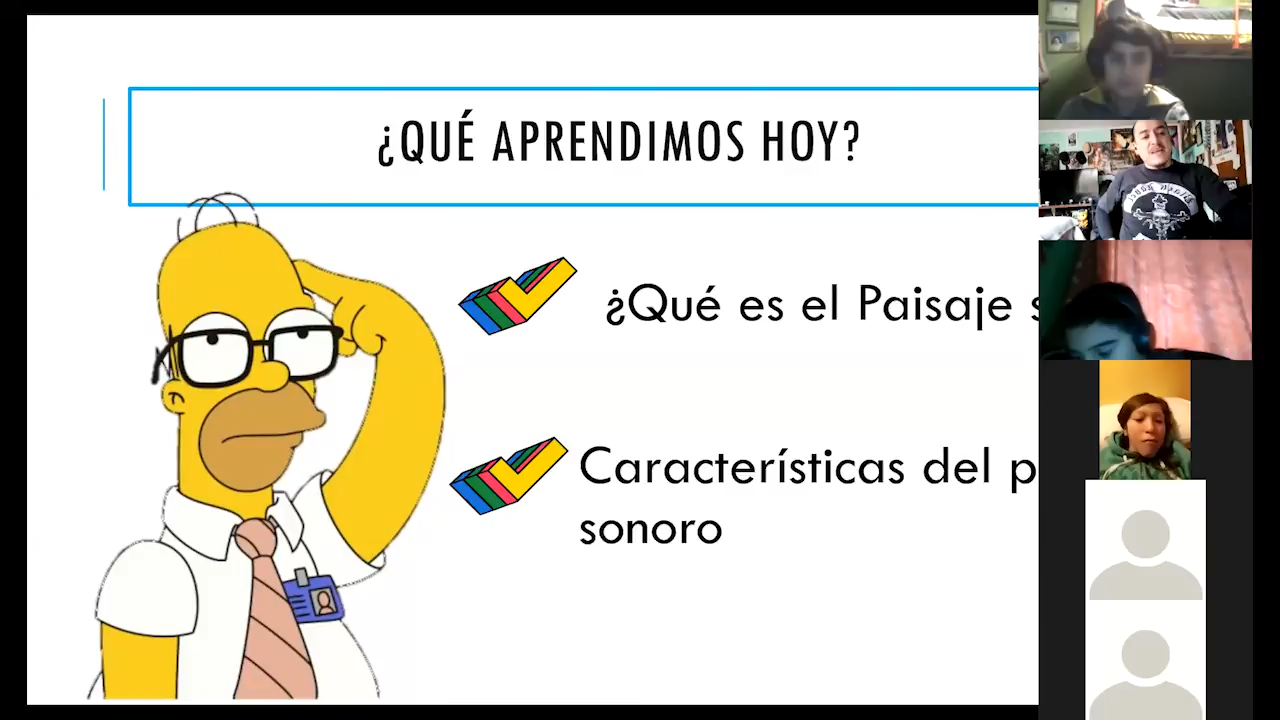 ¿QUÉ APRENDIMOS HOY?
¿Qué es el Paisaje
Características del
sonoro